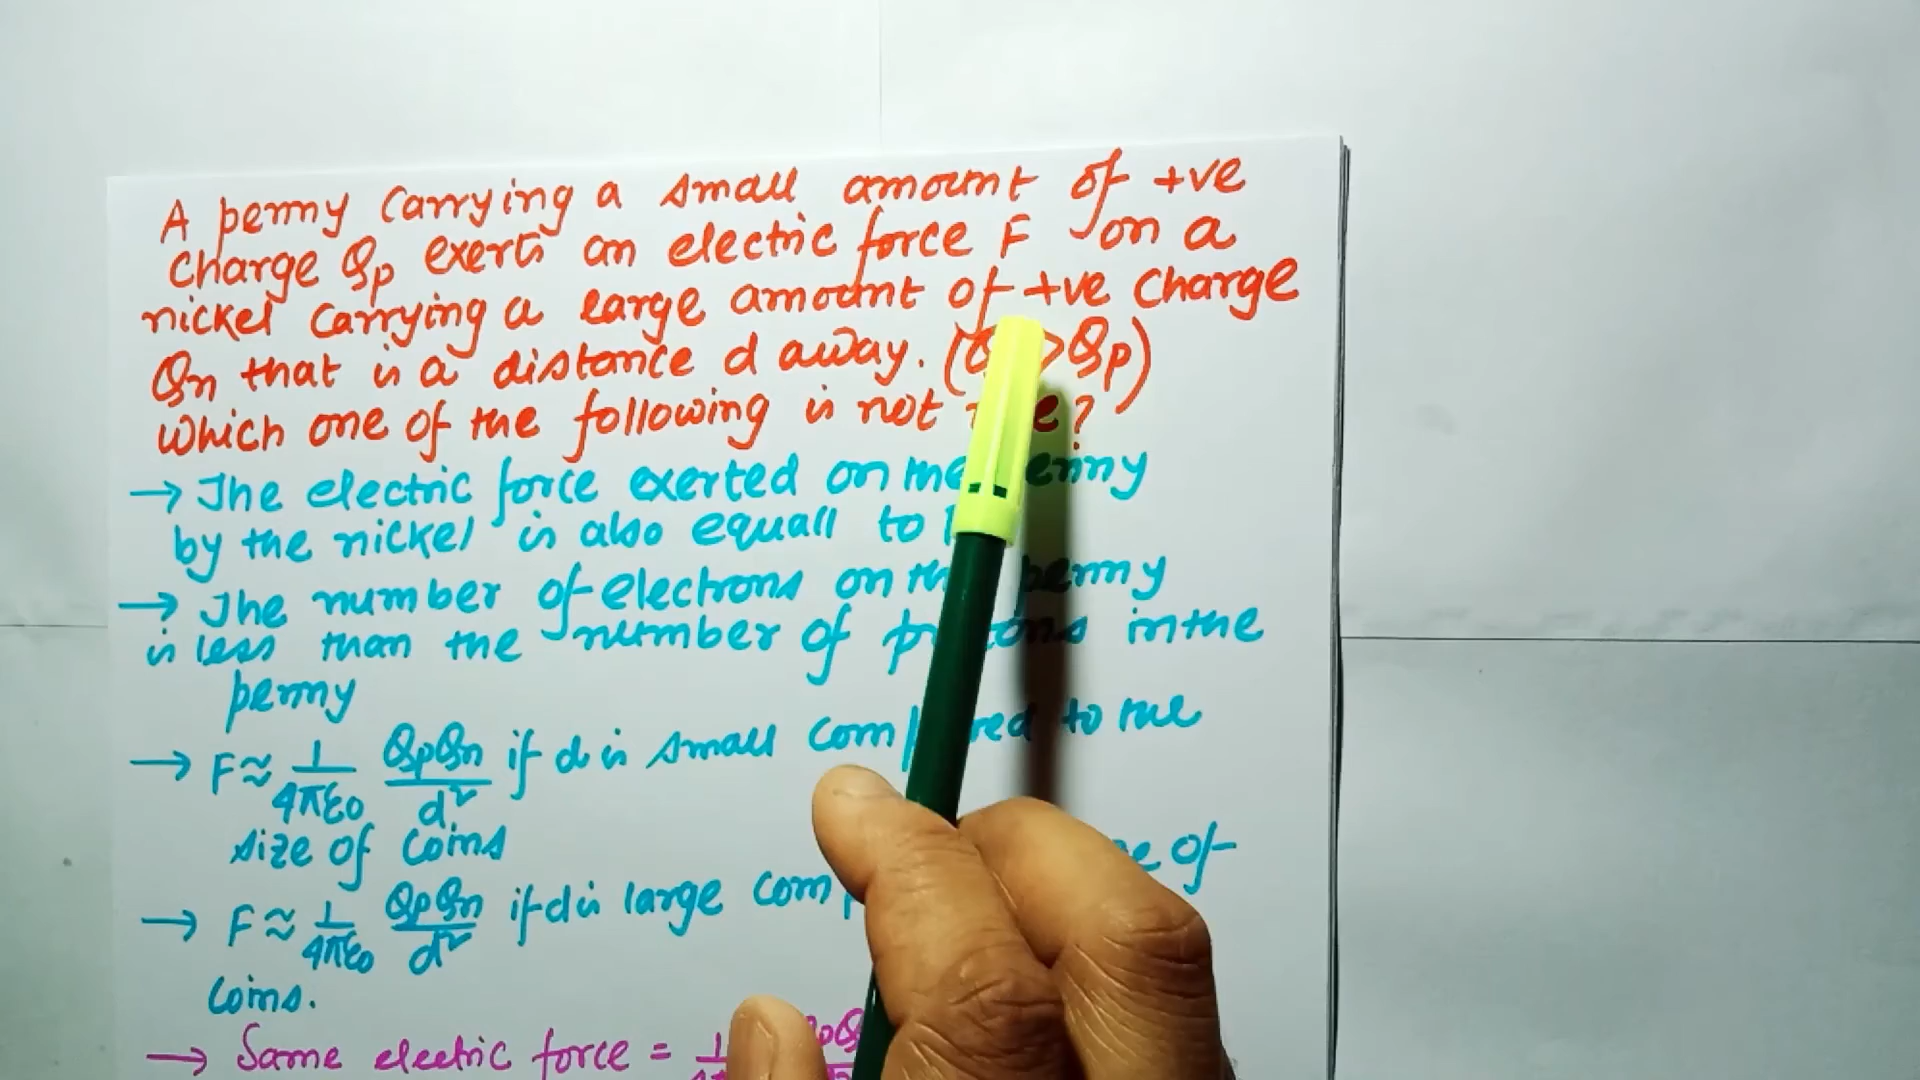 A penny carrying a small amount of +ve
charge Qp exerts an electric force F on a
nickel carrying a large amount of +ve charge
Qn that is a distance d away. (Q > Qp)
Which one of the following is not ?
→ The electric force exerted on the
by the nickel is also equall to
→ The number of electrons on the penny
is less than the number of in the
penny
→ F ≈ 1/4πε0 QpQn/d² if d is small to the
size of coins
→ F ≈ 1/4πε0 QpQn/d² if d is large of
coins.
→ Same electric force =